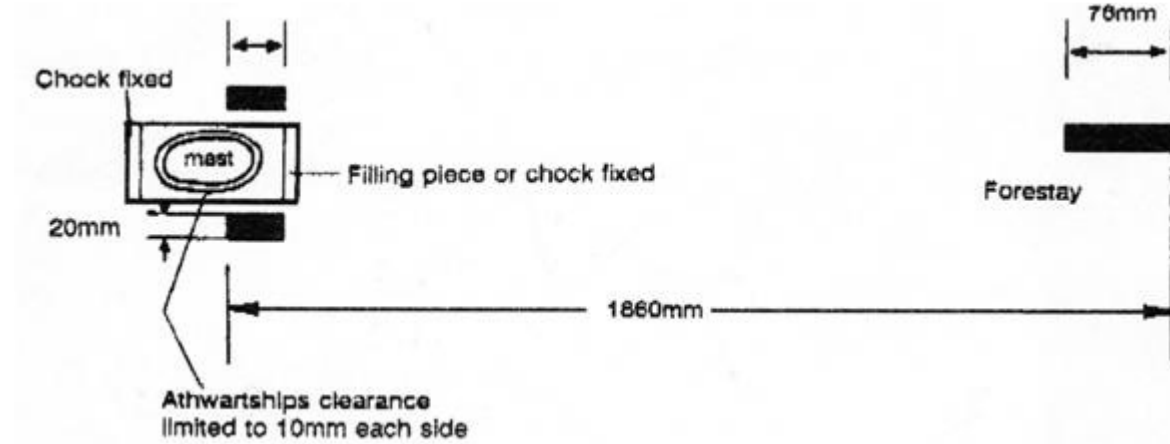 76mm
Chock fixed
mast
Filling piece or chock fixed
Forestay
20mm
1860mm
Athwartships clearance
limited to 10mm each side